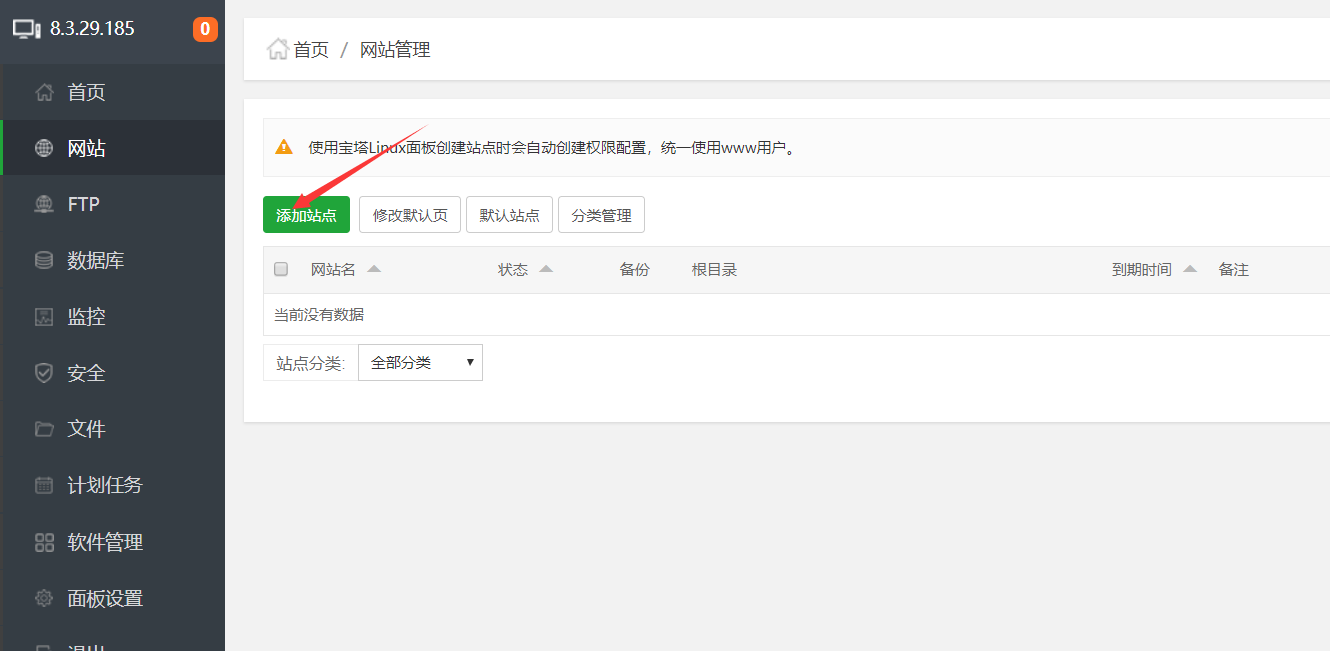 8.3.29.185 0
首页
网站
FTP
数据库
监控
安全
文件
计划任务
软件管理
面板设置
退出
首页 / 网站管理
使用宝塔Linux面板创建站点时会自动创建权限配置，统一使用www用户。
添加站点 修改默认页 默认站点 分类管理
网站名 状态 备份 根目录 到期时间 备注
当前没有数据
站点分类: 全部分类